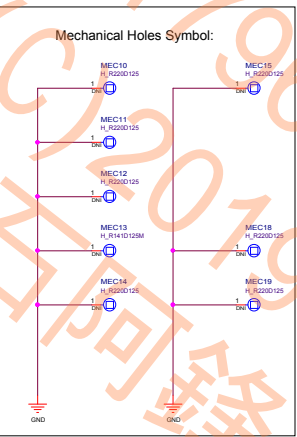 Mechanical Holes Symbol:
MEC10
H_R220D125
1
DNI
MEC11
H_R220D125
1
DNI
MEC12
H_R220D125
1
DNI
MEC13
H_R141D125M
1
DNI
MEC14
H_R220D125
1
DNI
GND
MEC15
H_R220D125
1
DNI
MEC18
H_R220D125
1
DNI
MEC19
H_R220D125
1
DNI
GND
2019